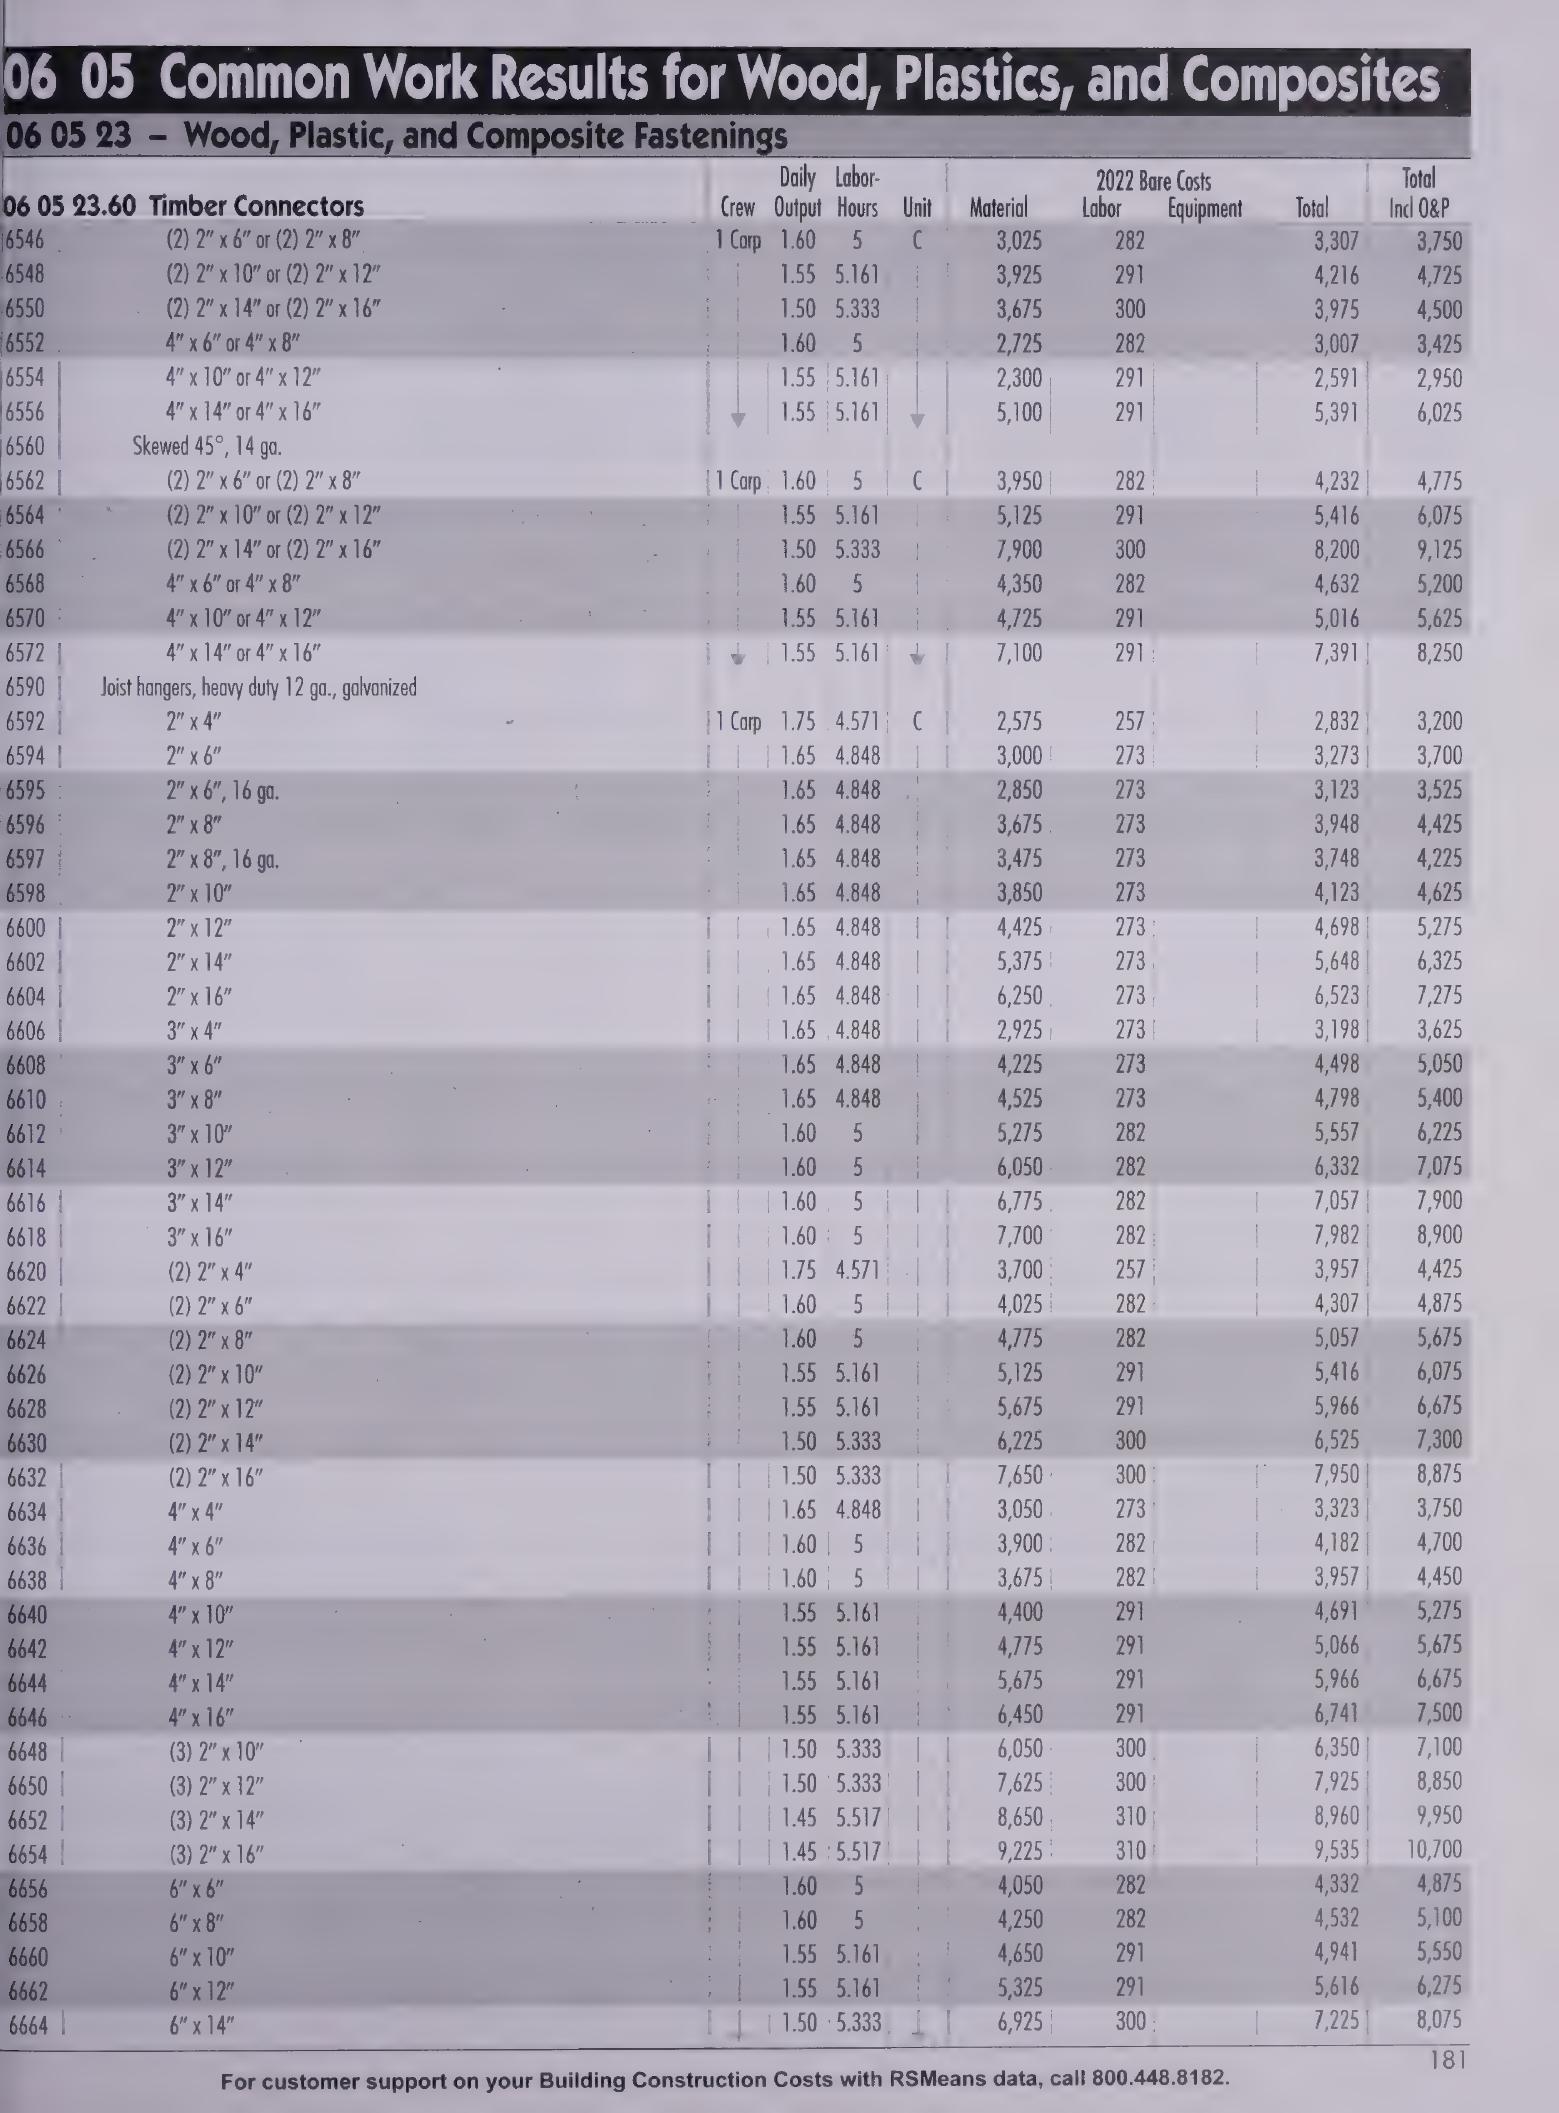 06 05 Common Work Results for Wood, Plastics, and Composites
06 05 23 – Wood, Plastic, and Composite Fastenings
Daily Labor- 2022 Bare Costs Total
06 05 23.60 Timber Connectors Crew Output Hours Unit Material Labor Equipment Total Incl O&P
6546 (2) 2" x 6" or (2) 2" x 8" 1 Carp 1.60 5 C 3,025 282 3,307 3,750
6548 (2) 2" x 10" or (2) 2" x 12" 1.55 5.161 3,925 291 4,216 4,725
6550 (2) 2" x 14" or (2) 2" x 16" 1.50 5.333 3,675 300 3,975 4,500
6552 4" x 6" or 4" x 8" 1.60 5 2,725 282 3,007 3,425
6554 4" x 10" or 4" x 12" 1.55 5.161 2,300 291 2,591 2,950
6556 4" x 14" or 4" x 16" 1.55 5.161 5,100 291 5,391 6,025
6560 Skewed 45°, 14 ga.
6562 (2) 2" x 6" or (2) 2" x 8" 1 Carp 1.60 5 C 3,950 282 4,232 4,775
6564 (2) 2" x 10" or (2) 2" x 12" 1.55 5.161 5,125 291 5,416 6,075
6566 (2) 2" x 14" or (2) 2" x 16" 1.50 5.333 7,900 300 8,200 9,125
6568 4" x 6" or 4" x 8" 1.60 5 4,350 282 4,632 5,200
6570 4" x 10" or 4" x 12" 1.55 5.161 4,725 291 5,016 5,625
6572 4" x 14" or 4" x 16" 1.55 5.161 7,100 291 7,391 8,250
6590 Joist hangers, heavy duty 12 ga., galvanized
6592 2" x 4" 1 Carp 1.75 4.571 C 2,575 257 2,832 3,200
6594 2" x 6" 1.65 4.848 3,000 273 3,273 3,700
6595 2" x 6", 16 ga. 1.65 4.848 2,850 273 3,123 3,525
6596 2" x 8" 1.65 4.848 3,675 273 3,948 4,425
6597 2" x 8", 16 ga. 1.65 4.848 3,475 273 3,748 4,225
6598 2" x 10" 1.65 4.848 3,850 273 4,123 4,625
6600 2" x 12" 1.65 4.848 4,425 273 4,698 5,275
6602 2" x 14" 1.65 4.848 5,375 273 5,648 6,325
6604 2" x 16" 1.65 4.848 6,250 273 6,523 7,275
6606 3" x 4" 1.65 4.848 2,925 273 3,198 3,625
6608 3" x 6" 1.65 4.848 4,225 273 4,498 5,050
6610 3" x 8" 1.65 4.848 4,525 273 4,798 5,400
6612 3" x 10" 1.60 5 5,275 282 5,557 6,225
6614 3" x 12" 1.60 5 6,050 282 6,332 7,075
6616 3" x 14" 1.60 5 6,775 282 7,057 7,900
6618 3" x 16" 1.60 5 7,700 282 7,982 8,900
6620 (2) 2" x 4" 1.75 4.571 3,700 257 3,957 4,425
6622 (2) 2" x 6" 1.60 5 4,025 282 4,307 4,875
6624 (2) 2" x 8" 1.60 5 4,775 282 5,057 5,675
6626 (2) 2" x 10" 1.55 5.161 5,125 291 5,416 6,075
6628 (2) 2" x 12" 1.55 5.161 5,675 291 5,966 6,675
6630 (2) 2" x 14" 1.50 5.333 6,225 300 6,525 7,300
6632 (2) 2" x 16" 1.50 5.333 7,650 300 7,950 8,875
6634 4" x 4" 1.65 4.848 3,050 273 3,323 3,750
6636 4" x 6" 1.60 5 3,900 282 4,182 4,700
6638 4" x 8" 1.60 5 3,675 282 3,957 4,450
6640 4" x 10" 1.55 5.161 4,400 291 4,691 5,275
6642 4" x 12" 1.55 5.161 4,775 291 5,066 5,675
6644 4" x 14" 1.55 5.161 5,675 291 5,966 6,675
6646 4" x 16" 1.55 5.161 6,450 291 6,741 7,500
6648 (3) 2" x 10" 1.50 5.333 6,050 300 6,350 7,100
6650 (3) 2" x 12" 1.50 5.333 7,625 300 7,925 8,850
6652 (3) 2" x 14" 1.45 5.517 8,650 310 8,960 9,950
6654 (3) 2" x 16" 1.45 5.517 9,225 310 9,535 10,700
6656 6" x 6" 1.60 5 4,050 282 4,332 4,875
6658 6" x 8" 1.60 5 4,250 282 4,532 5,100
6660 6" x 10" 1.55 5.161 4,650 291 4,941 5,550
6662 6" x 12" 1.55 5.161 5,325 291 5,616 6,275
6664 6" x 14" 1.50 5.333 6,925 300 7,225 8,075
181
For customer support on your Building Construction Costs with RSMeans data, call 800.448.8182.